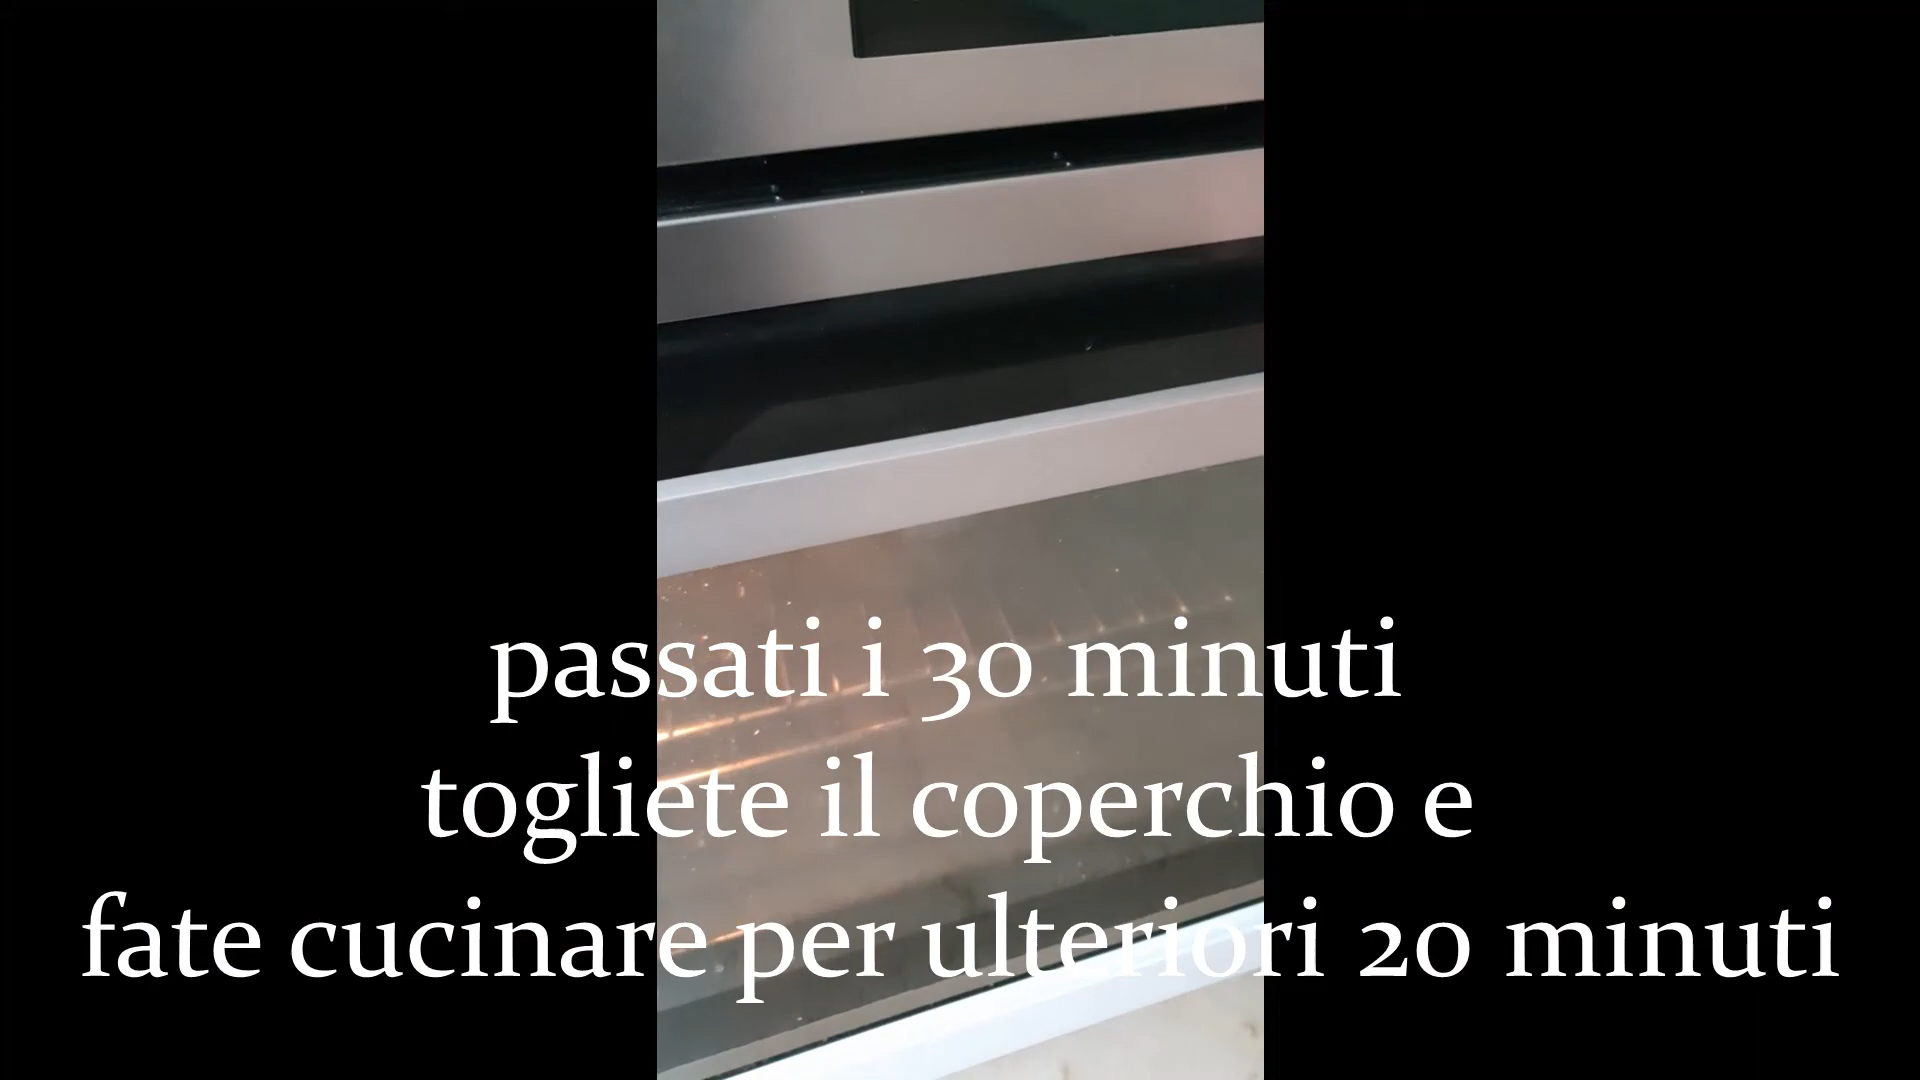 passati i 30 minuti
togliete il coperchio e
fate cucinare per ulteriori 20 minuti